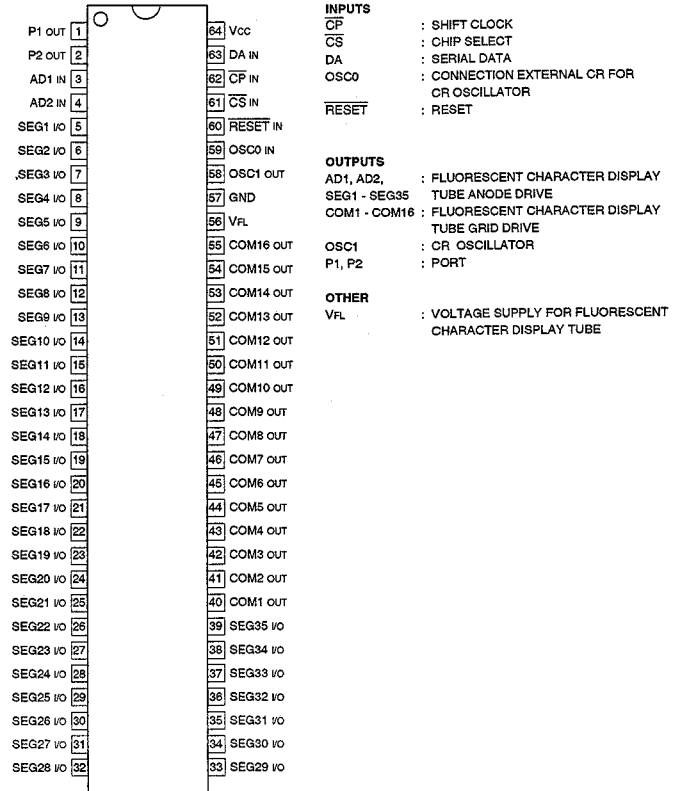 P1 OUT 1
P2 OUT 2
AD1 IN 3
AD2 IN 4
SEG1 I/O 5
SEG2 I/O 6
SEG3 I/O 7
SEG4 I/O 8
SEG5 I/O 9
SEG6 I/O 10
SEG7 I/O 11
SEG8 I/O 12
SEG9 I/O 13
SEG10 I/O 14
SEG11 I/O 15
SEG12 I/O 16
SEG13 I/O 17
SEG14 I/O 18
SEG15 I/O 19
SEG16 I/O 20
SEG17 I/O 21
SEG18 I/O 22
SEG19 I/O 23
SEG20 I/O 24
SEG21 I/O 25
SEG22 I/O 26
SEG23 I/O 27
SEG24 I/O 28
SEG25 I/O 29
SEG26 I/O 30
SEG27 I/O 31
SEG28 I/O 32
64 VCC
63 DA IN
62 C̅P̅ IN
61 C̅S̅ IN
60 R̅E̅S̅E̅T̅ IN
59 OSC0 IN
58 OSC1 OUT
57 GND
56 VFL
55 COM16 OUT
54 COM15 OUT
53 COM14 OUT
52 COM13 OUT
51 COM12 OUT
50 COM11 OUT
49 COM10 OUT
48 COM9 OUT
47 COM8 OUT
46 COM7 OUT
45 COM6 OUT
44 COM5 OUT
43 COM4 OUT
42 COM3 OUT
41 COM2 OUT
40 COM1 OUT
39 SEG35 I/O
38 SEG34 I/O
37 SEG33 I/O
36 SEG32 I/O
35 SEG31 I/O
34 SEG30 I/O
33 SEG29 I/O
INPUTS
C̅P̅ : SHIFT CLOCK
C̅S̅ : CHIP SELECT
DA : SERIAL DATA
OSC0 : CONNECTION EXTERNAL CR FOR
CR OSCILLATOR
R̅E̅S̅E̅T̅ : RESET
OUTPUTS
AD1, AD2, : FLUORESCENT CHARACTER DISPLAY
SEG1 - SEG35 TUBE ANODE DRIVE
COM1 - COM16 : FLUORESCENT CHARACTER DISPLAY
TUBE GRID DRIVE
OSC1 : CR OSCILLATOR
P1, P2 : PORT
OTHER
VFL : VOLTAGE SUPPLY FOR FLUORESCENT
CHARACTER DISPLAY TUBE